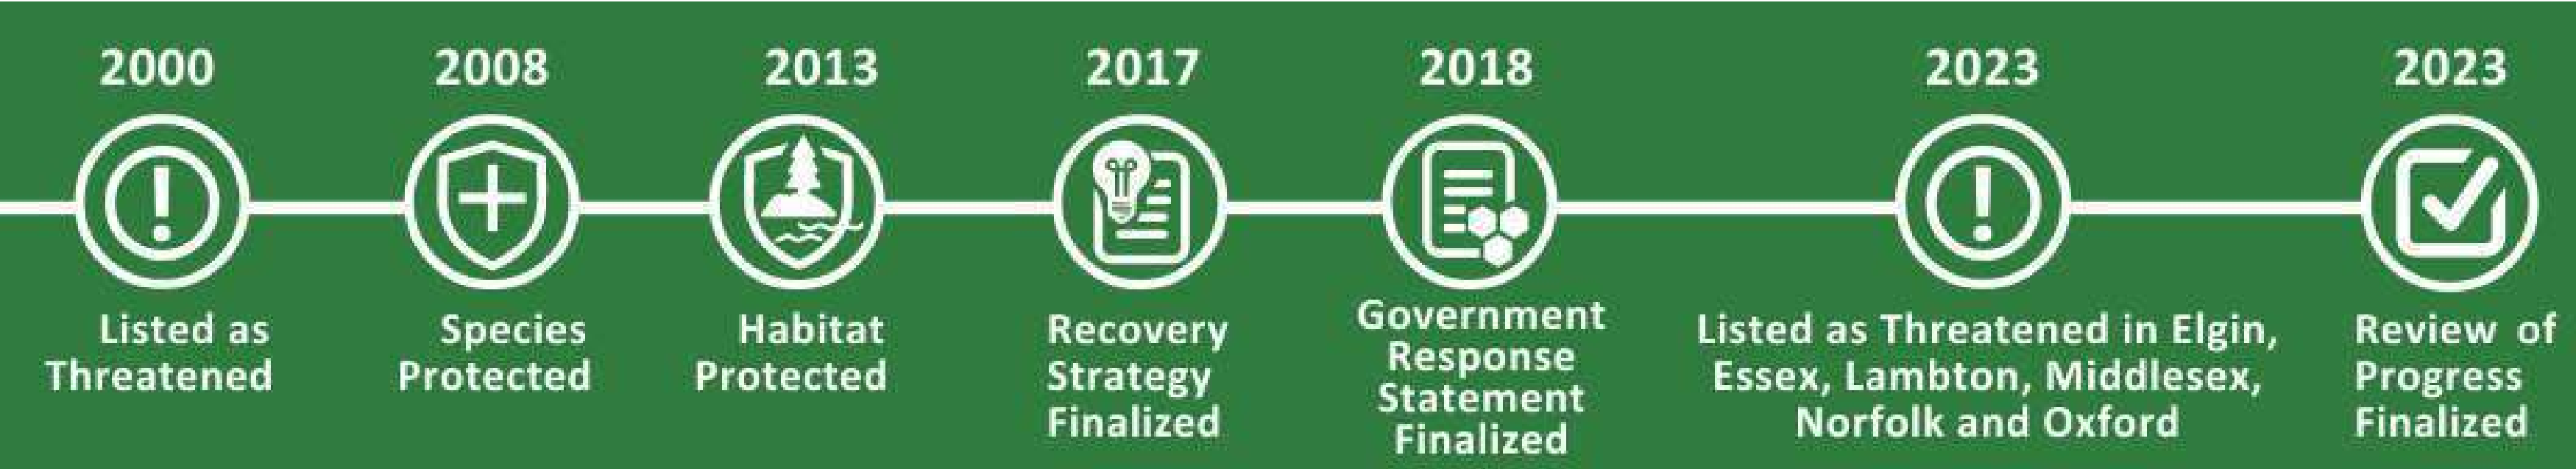 2000
Listed as
Threatened
2008
Species
Protected
2013
Habitat
Protected
2017
Recovery
Strategy
Finalized
2018
Government
Response
Statement
Finalized
2023
Listed as Threatened in Elgin,
Essex, Lambton, Middlesex,
Norfolk and Oxford
2023
Review of
Progress
Finalized